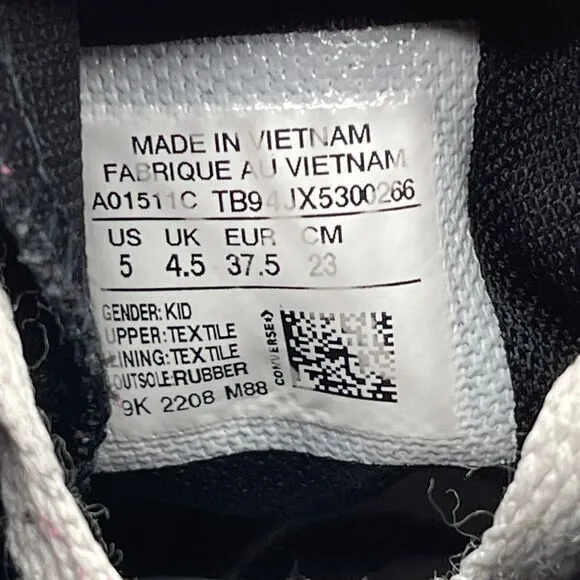 MADE IN VIETNAM
FABRIQUE AU VIETNAM
A01511C TB94JX5300266
US UK EUR CM
5 4.5 37.5 23
GENDER: KID
UPPER: TEXTILE
LINING: TEXTILE
OUTSOLE: RUBBER
9K 2208 M88
CONVERSE